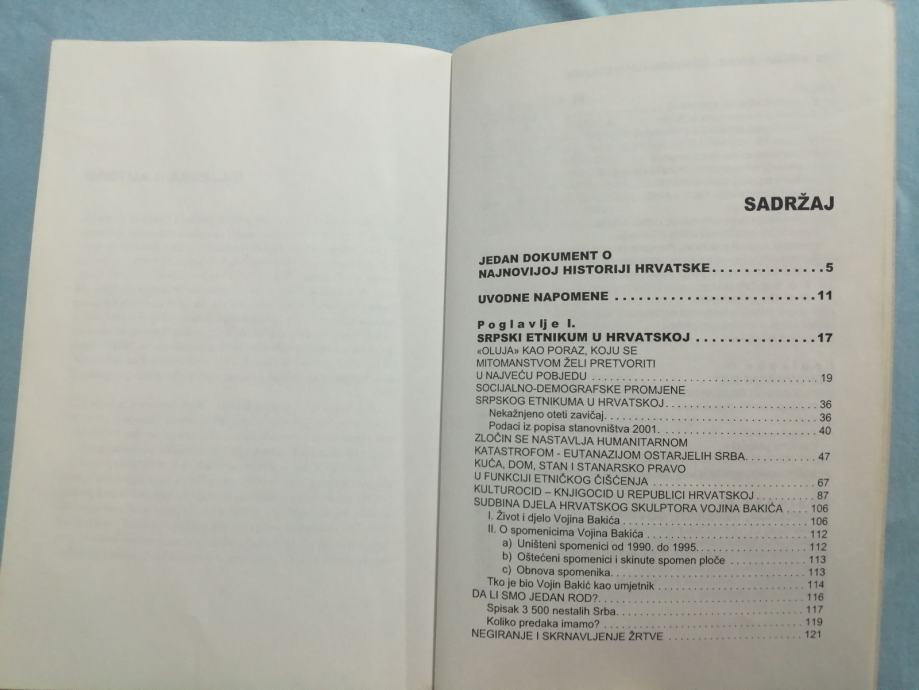 SADRŽAJ
JEDAN DOKUMENT O
NAJNOVIJOJ HISTORIJI HRVATSKE..............5
UVODNE NAPOMENE ........................11
Poglavlje I.
SRPSKI ETNIKUM U HRVATSKOJ ..............17
«OLUJA» KAO PORAZ, KOJU SE
MITOMANSTVOM ŽELI PRETVORITI
U NAJVEĆU POBJEDU ................................ 19
SOCIJALNO-DEMOGRAFSKE PROMJENE
SRPSKOG ETNIKUMA U HRVATSKOJ...................... 36
Nekažnjeno oteti zavičaj................................ 36
Podaci iz popisa stanovništva 2001. ...................... 40
ZLOČIN SE NASTAVLJA HUMANITARNOM
KATASTROFOM - EUTANAZIJOM OSTARJELIH SRBA.......... 47
KUĆA, DOM, STAN I STANARSKO PRAVO
U FUNKCIJI ETNIČKOG ČIŠĆENJA ........................ 67
KULTUROCID – KNJIGOCID U REPUBLICI HRVATSKOJ ........ 87
SUDBINA DJELA HRVATSKOG SKULPTORA VOJINA BAKIĆA .... 106
I. Život i djelo Vojina Bakića .......................... 106
II. O spomenicima Vojina Bakića ........................ 112
a) Uništeni spomenici od 1990. do 1995. ................ 112
b) Oštećeni spomenici i skinute spomen ploče ............ 113
c) Obnova spomenika................................ 113
Tko je bio Vojin Bakić kao umjetnik ...................... 114
DA LI SMO JEDAN ROD?................................ 116
Spisak 3 500 nestalih Srba.............................. 117
Koliko predaka imamo? ................................ 119
NEGIRANJE I SKRNAVLJENJE ŽRTVE .................... 121